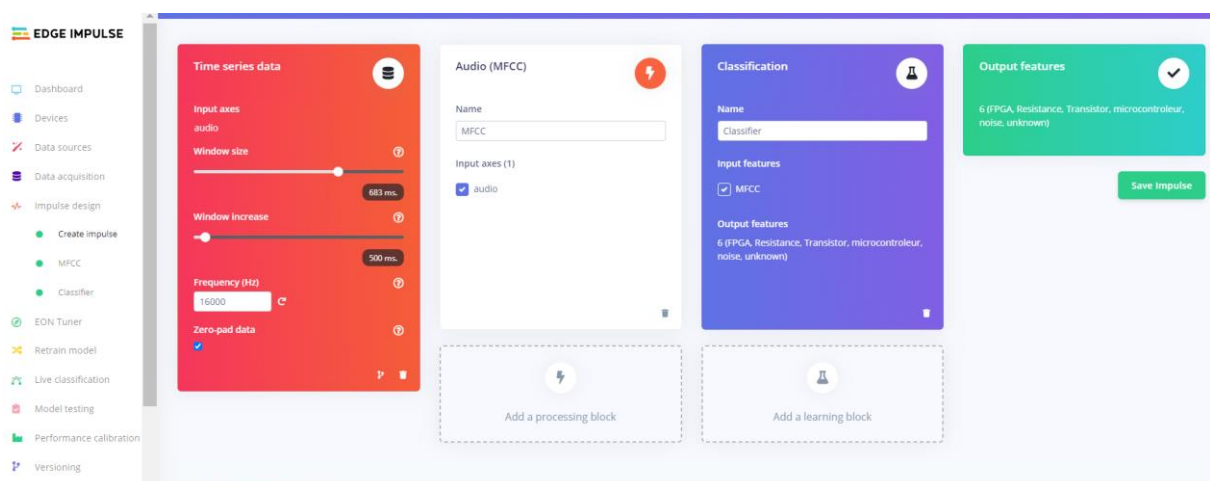 EDGE IMPULSE
Dashboard
Devices
Data sources
Data acquisition
Impulse design
Create impulse
MFCC
Classifier
EON Tuner
Retrain model
Live classification
Model testing
Performance calibration
Versioning
Time series data
Input axes
audio
Window size
683 ms.
Window increase
500 ms.
Frequency (Hz)
16000
Zero-pad data
Audio (MFCC)
Name
MFCC
Input axes (1)
audio
Add a processing block
Classification
Name
Classifier
Input features
MFCC
Output features
6 (FPGA, Resistance, Transistor, microcontroleur,
noise, unknown)
Add a learning block
Output features
6 (FPGA, Resistance, Transistor, microcontroleur,
noise, unknown)
Save Impulse